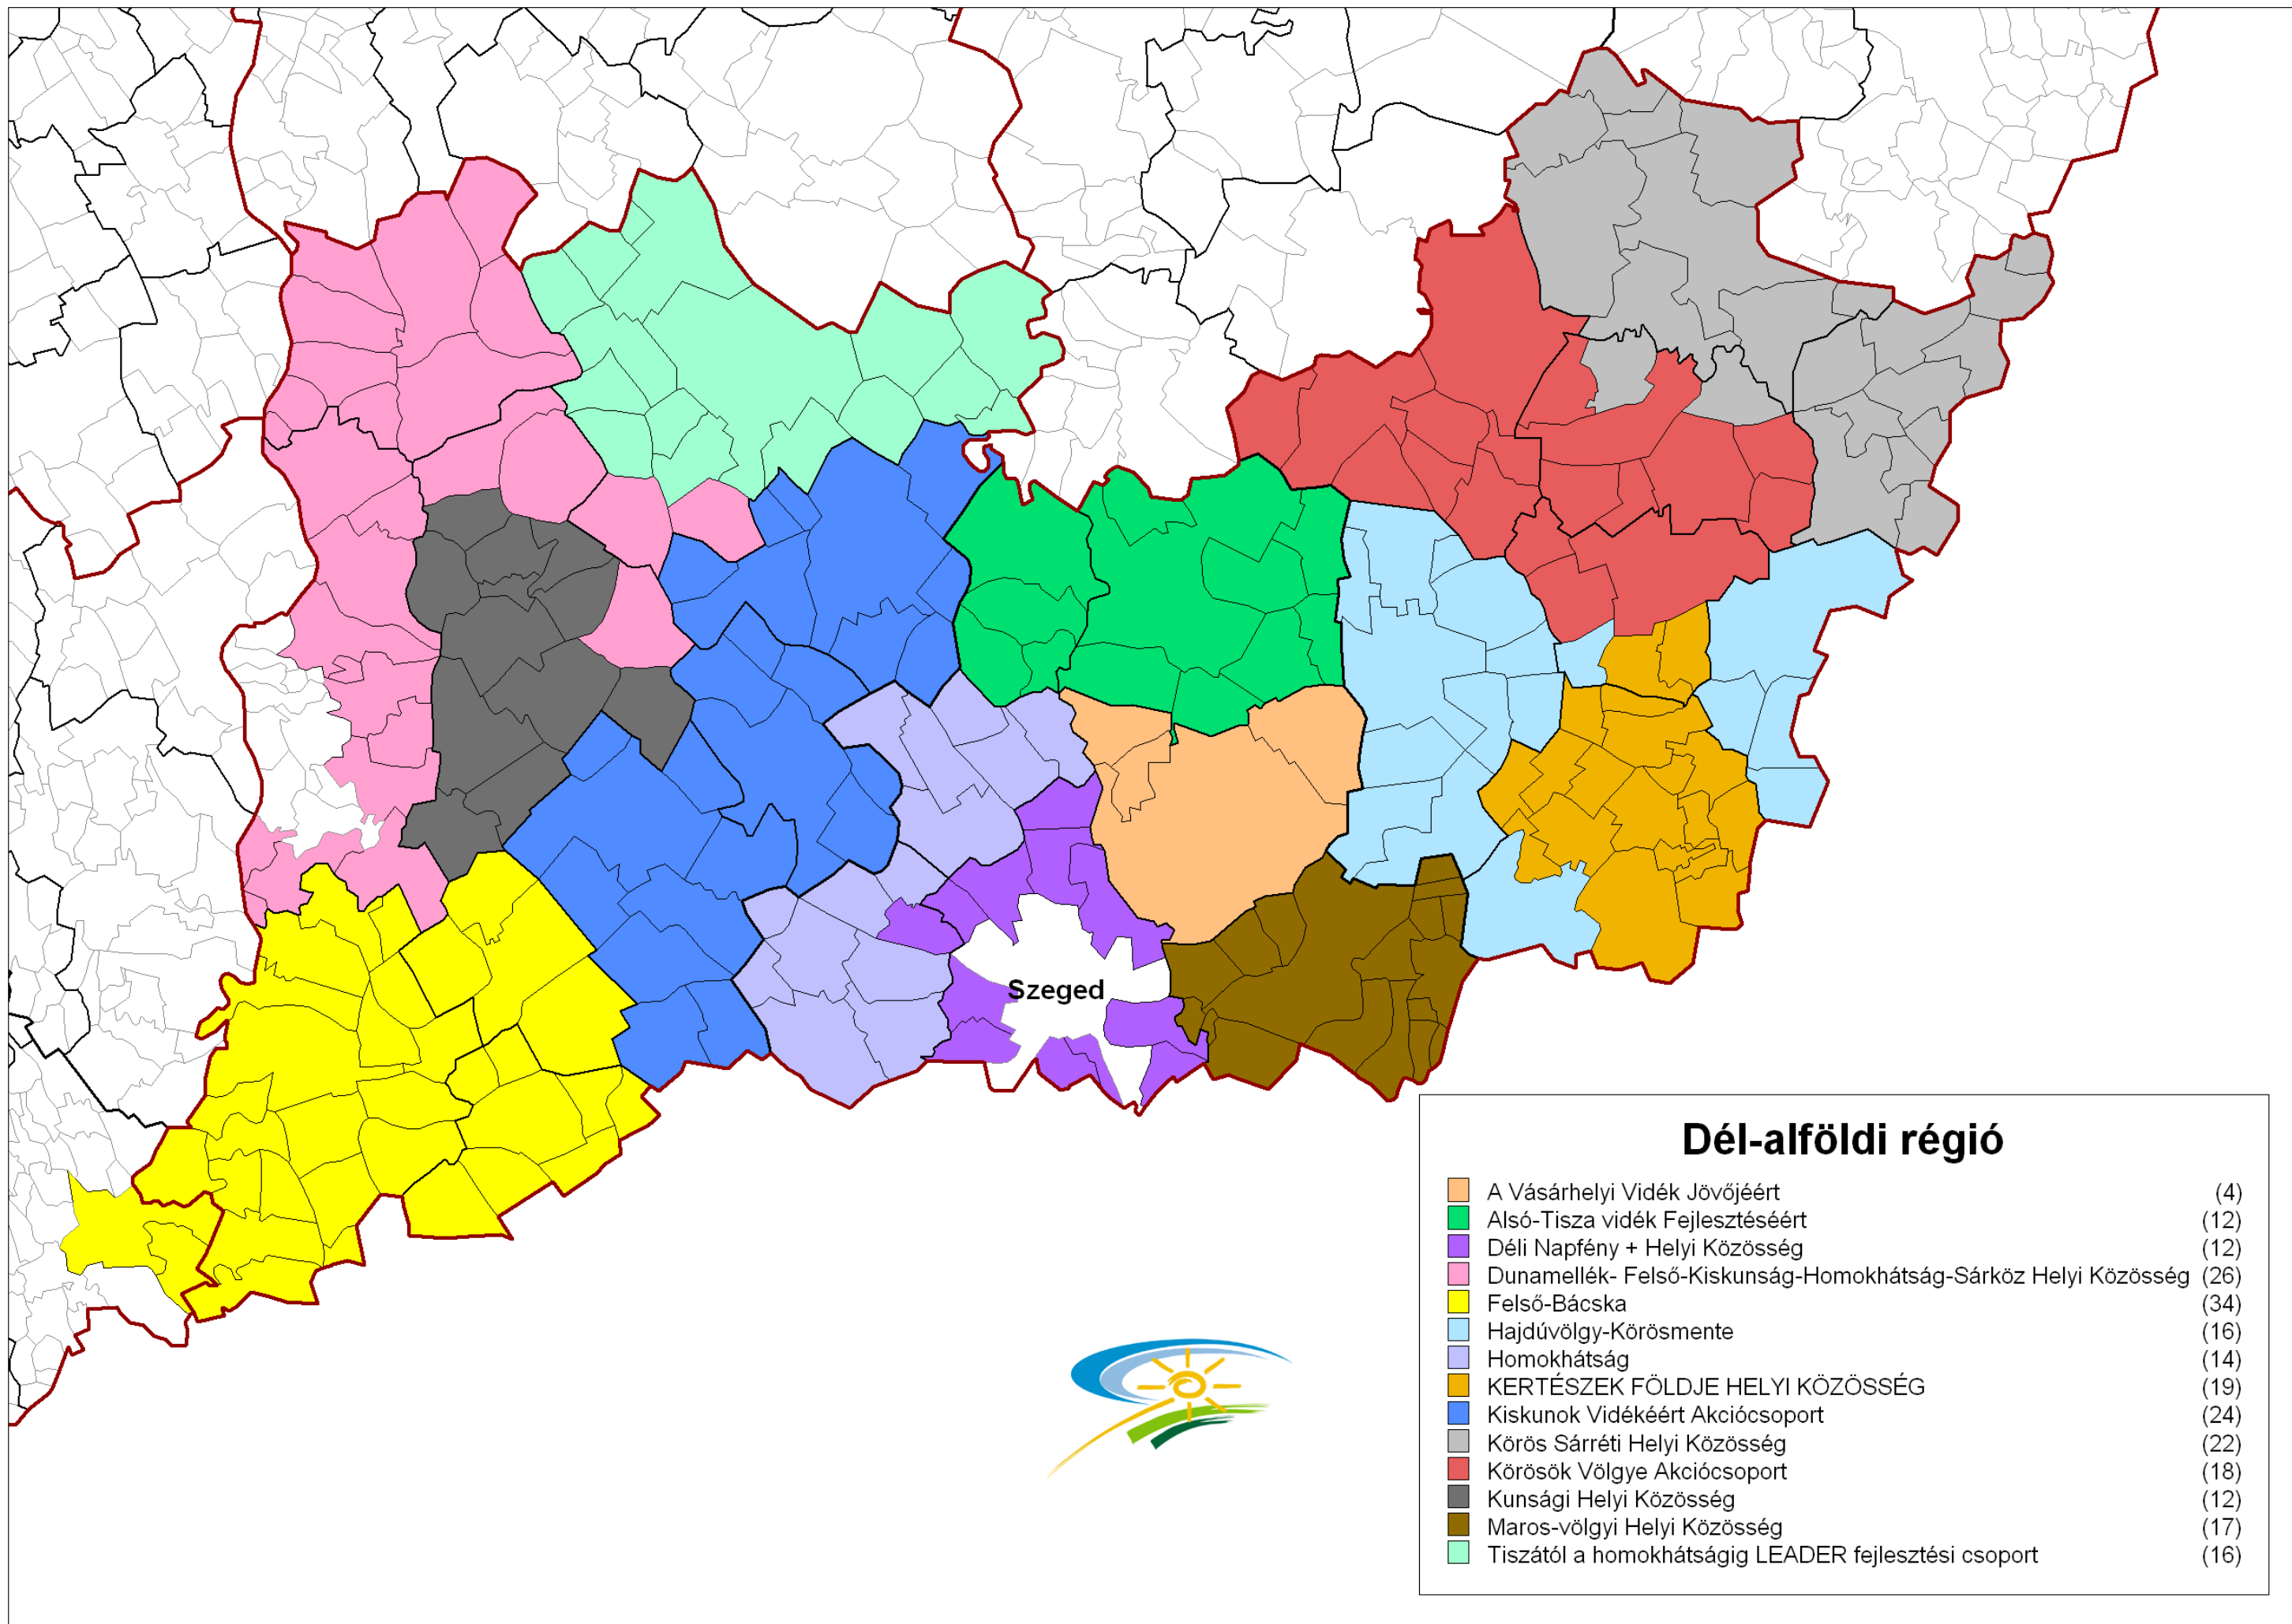 Szeged
Dél-alföldi régió
A Vásárhelyi Vidék Jövőjéért (4)
Alsó-Tisza vidék Fejlesztéséért (12)
Déli Napfény + Helyi Közösség (12)
Dunamellék- Felső-Kiskunság-Homokhátság-Sárköz Helyi Közösség (26)
Felső-Bácska (34)
Hajdúvölgy-Körösmente (16)
Homokhátság (14)
KERTÉSZEK FÖLDJE HELYI KÖZÖSSÉG (19)
Kiskunok Vidékéért Akciócsoport (24)
Körös Sárréti Helyi Közösség (22)
Körösök Völgye Akciócsoport (18)
Kunsági Helyi Közösség (12)
Maros-völgyi Helyi Közösség (17)
Tiszától a homokhátságig LEADER fejlesztési csoport (16)